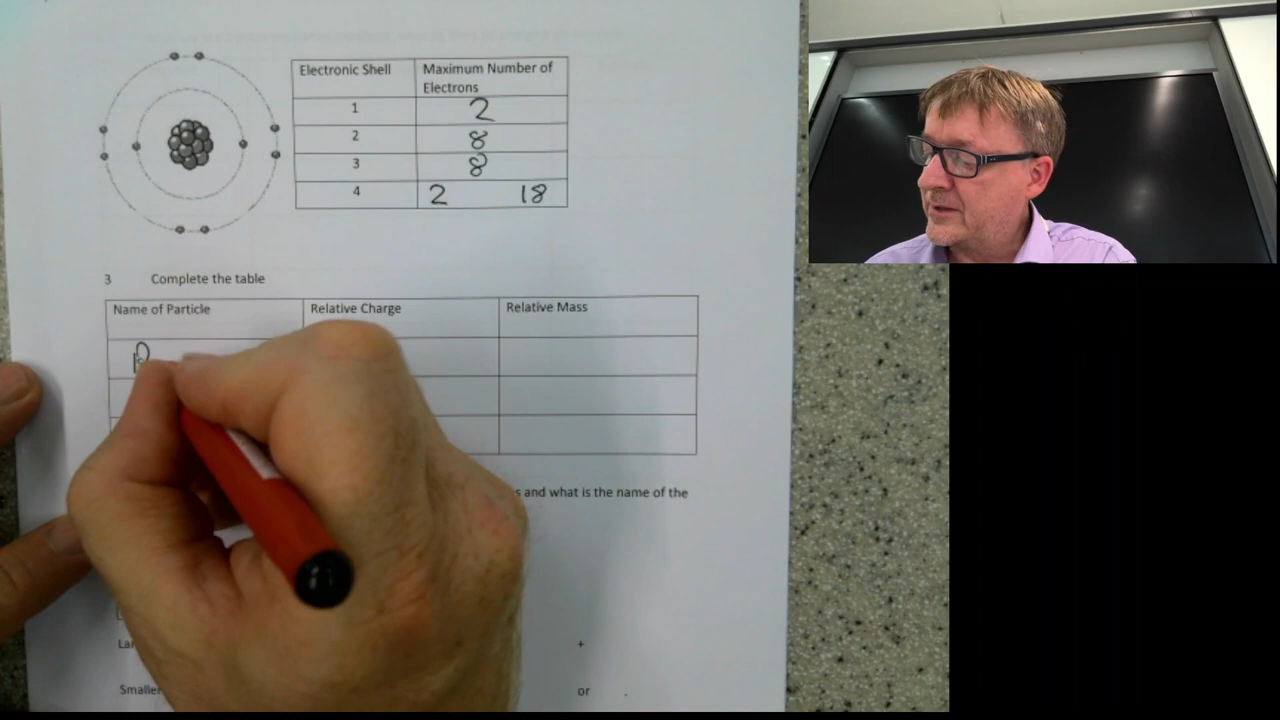 Electronic Shell Maximum Number of
Electrons
1 2
2 8
3 8
4 2 18
3 Complete the table
Name of Particle Relative Charge Relative Mass
s and what is the name of the
+
Smaller or .